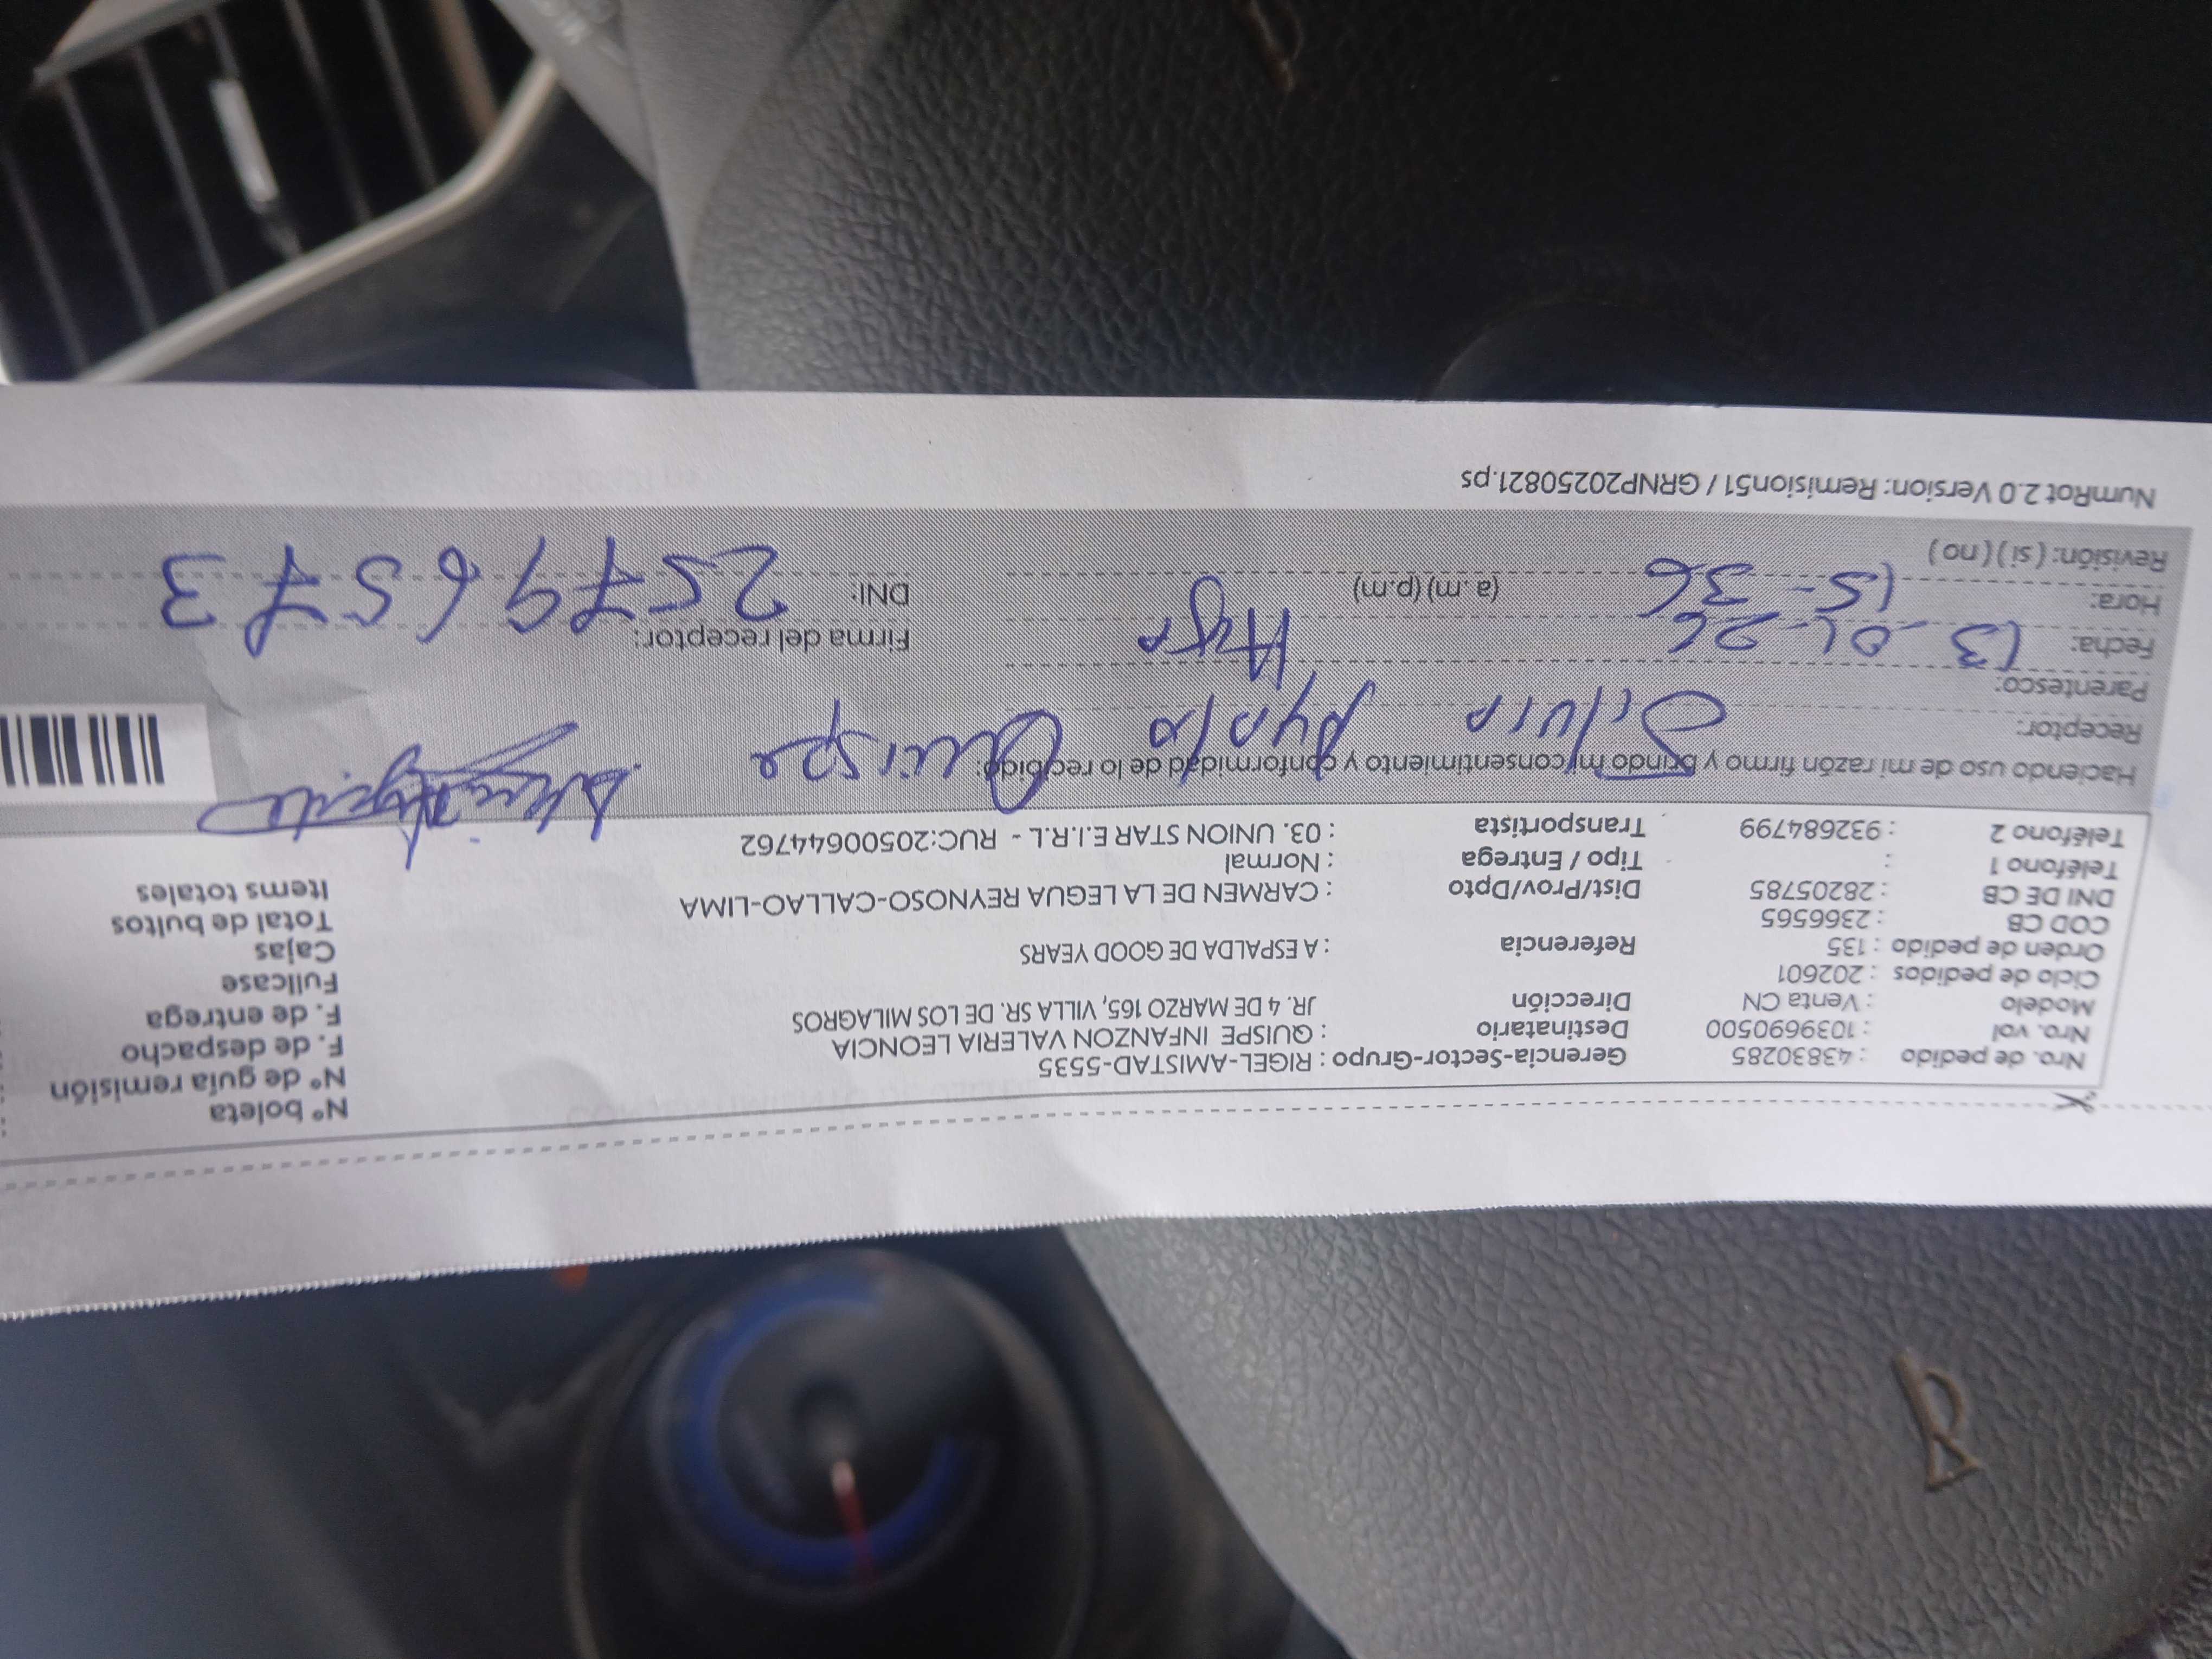 Nro. de pedido : 43830285 Gerencia-Sector-Grupo : RIGEL-AMISTAD-5535 N° boleta
Nro. vol : 1039690500 Destinatario : QUISPE INFANZON VALERIA LEONCIA N° de guía remisión
Modelo : Venta CN Dirección JR. 4 DE MARZO 165, VILLA SR. DE LOS MILAGROS F. de despacho
Ciclo de pedidos : 202601 F. de entrega
Orden de pedido : 135 Referencia : A ESPALDA DE GOOD YEARS Fullcase
COD CB : 2366565 Cajas
DNI DE CB : 28205785 Dist/Prov/Dpto : CARMEN DE LA LEGUA REYNOSO-CALLAO-LIMA Total de bultos
Teléfono 1 : Tipo / Entrega : Normal Items totales
Teléfono 2 : 932684799 Transportista : 03. UNION STAR E.I.R.L - RUC:20500644762
Haciendo uso de mi razón firmo y brindo mi consentimiento y conformidad de lo recibido:
Receptor: Silvia Quispe
Parentesco:
Fecha: 13-01-26 Firma del receptor:
Hora: 15-36 (a.m) (p.m) DNI: 25796573
Revisión: (si) (no)
NumRot 2.0 Version: Remision51 / GRNP20250821.ps